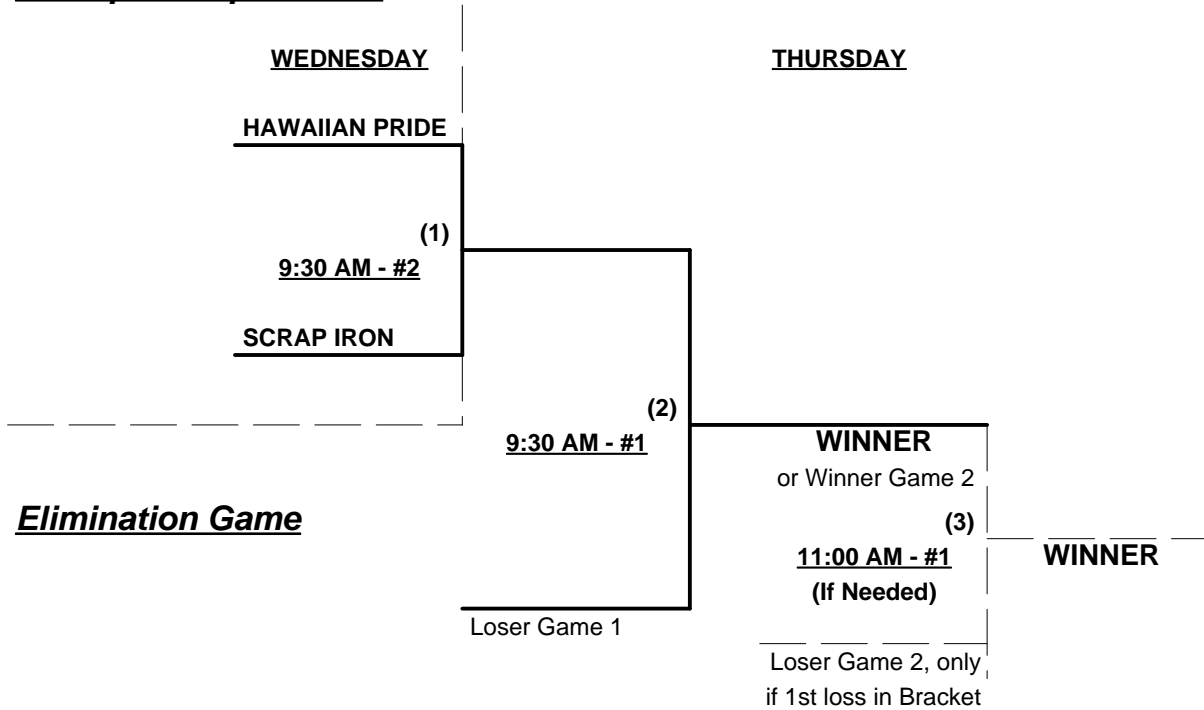 WEDNESDAY
THURSDAY
HAWAIIAN PRIDE
(1)
9:30 AM - #2
SCRAP IRON
(2)
9:30 AM - #1
WINNER
or Winner Game 2
Elimination Game
(3)
11:00 AM - #1
WINNER
(If Needed)
Loser Game 1
Loser Game 2, only
if 1st loss in Bracket